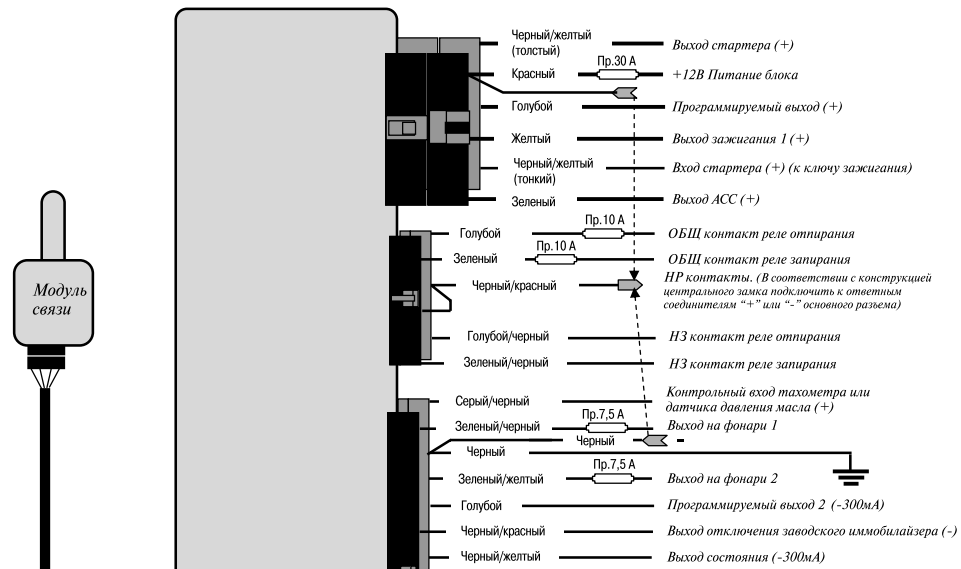 Черный/желтый
(толстый)
Выход стартера (+)
Пр.30 А
Красный
+12В Питание блока
Голубой
Программируемый выход (+)
Желтый
Выход зажигания 1 (+)
Черный/желтый
(тонкий)
Вход стартера (+) (к ключу зажигания)
Зеленый
Выход АСС (+)
Пр.10 А
Голубой
ОБЩ контакт реле отпирания
Пр.10 А
Зеленый
ОБЩ контакт реле запирания
Черный/красный
НР контакты. (В соответствии с конструкцией
центрального замка подключить к ответным
соединителям “+” или “-” основного разъема)
Модуль
связи
Голубой/черный
НЗ контакт реле отпирания
Зеленый/черный
НЗ контакт реле запирания
Серый/черный
Контрольный вход тахометра или
датчика давления масла (+)
Пр.7,5 А
Зеленый/черный
Выход на фонари 1
Черный
Черный
Пр.7,5 А
Зеленый/желтый
Выход на фонари 2
Голубой
Программируемый выход 2 (-300мА)
Черный/красный
Выход отключения заводского иммобилайзера (-)
Черный/желтый
Выход состояния (-300мА)